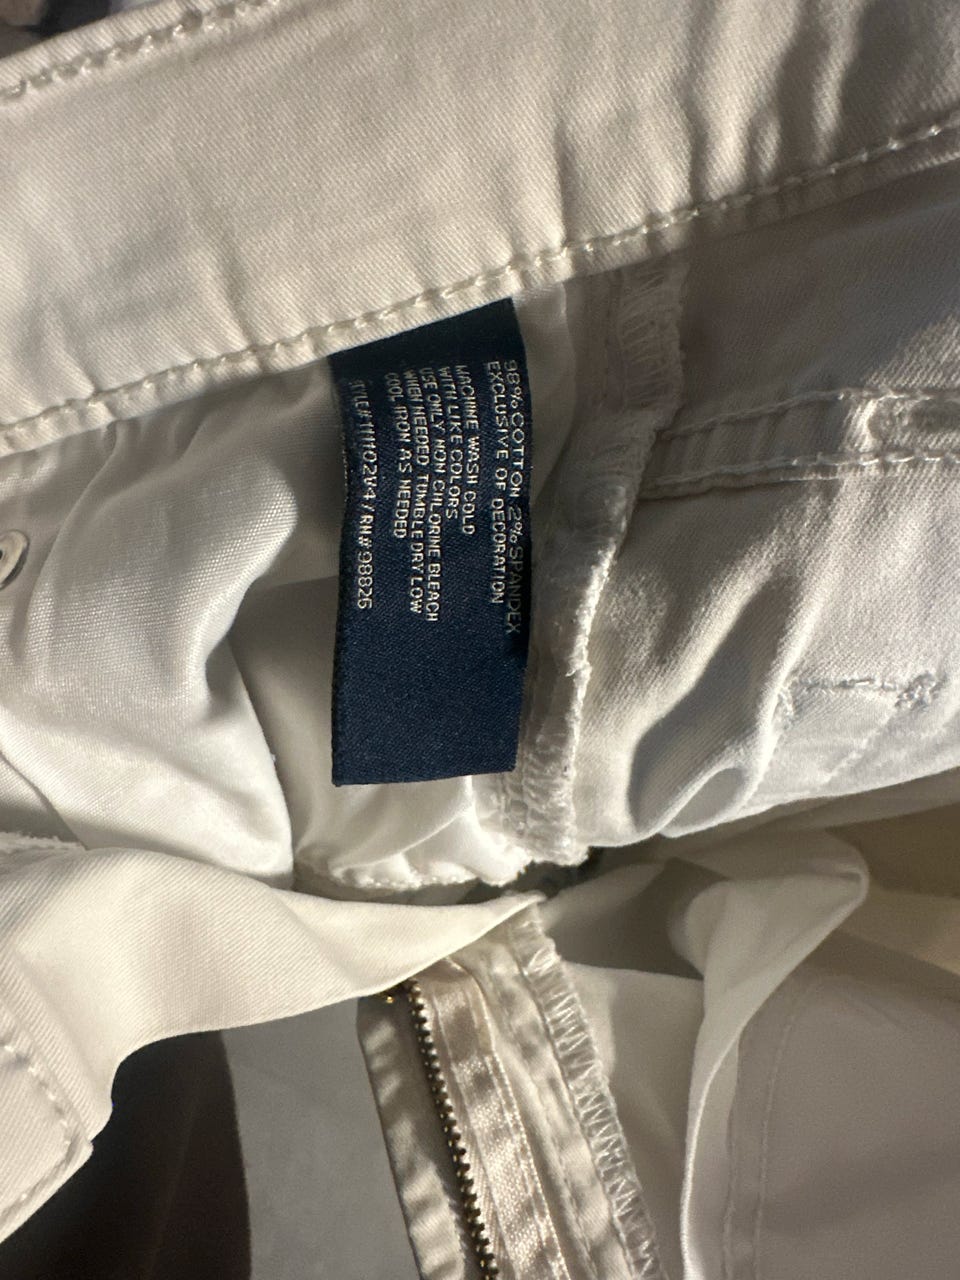 98% COTTON 2% SPANDEX
EXCLUSIVE OF DECORATION
MACHINE WASH COLD
WITH LIKE COLORS
USE ONLY NON CHLORINE BLEACH
WHEN NEEDED, TUMBLE DRY LOW
COOL IRON AS NEEDED
STYLE# 111102V4 / RN# 98826